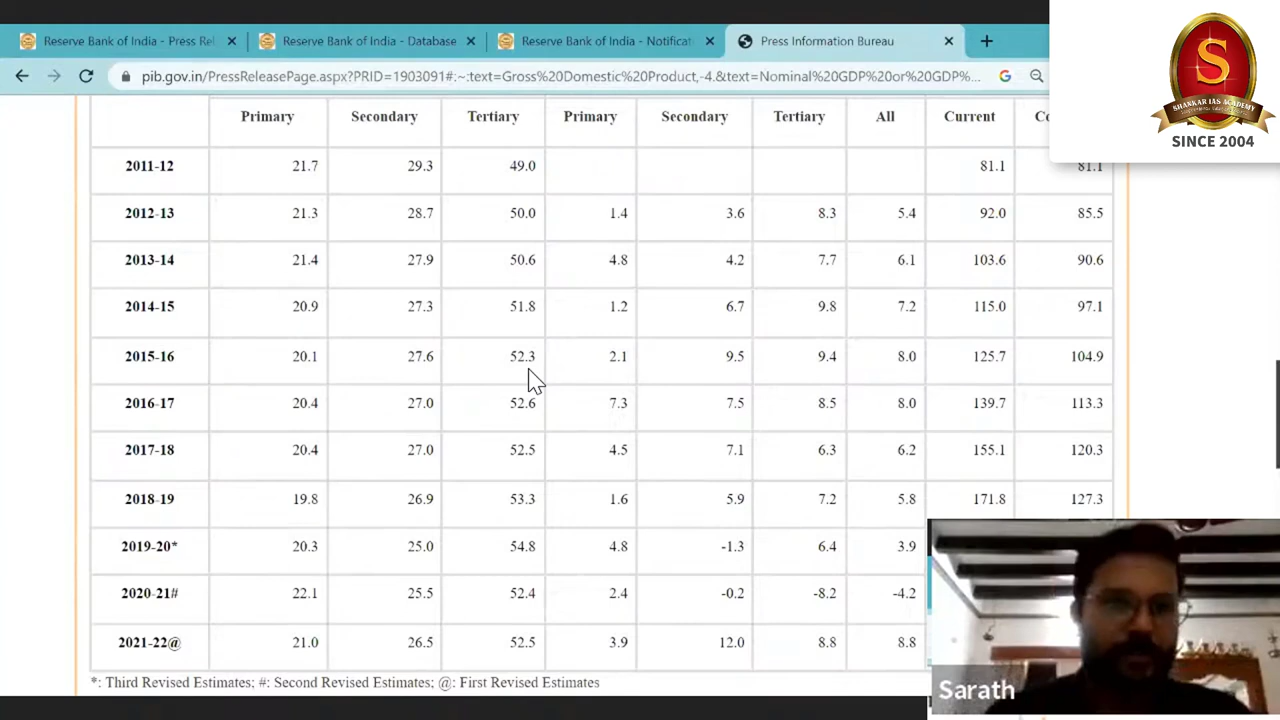 Reserve Bank of India - Press Rel
Reserve Bank of India - Database
Reserve Bank of India - Notificat
Press Information Bureau
pib.gov.in/PressReleasePage.aspx?PRID=1903091#:~:text=Gross%20Domestic%20Product,-4.&text=Nominal%20GDP%20or%20GDP%...
S
SHANKAR IAS ACADEMY
SINCE 2004
Primary Secondary Tertiary Primary Secondary Tertiary All Current Co
2011-12 21.7 29.3 49.0 81.1 81.1
2012-13 21.3 28.7 50.0 1.4 3.6 8.3 5.4 92.0 85.5
2013-14 21.4 27.9 50.6 4.8 4.2 7.7 6.1 103.6 90.6
2014-15 20.9 27.3 51.8 1.2 6.7 9.8 7.2 115.0 97.1
2015-16 20.1 27.6 52.3 2.1 9.5 9.4 8.0 125.7 104.9
2016-17 20.4 27.0 52.6 7.3 7.5 8.5 8.0 139.7 113.3
2017-18 20.4 27.0 52.5 4.5 7.1 6.3 6.2 155.1 120.3
2018-19 19.8 26.9 53.3 1.6 5.9 7.2 5.8 171.8 127.3
2019-20* 20.3 25.0 54.8 4.8 -1.3 6.4 3.9
2020-21# 22.1 25.5 52.4 2.4 -0.2 -8.2 -4.2
2021-22@ 21.0 26.5 52.5 3.9 12.0 8.8 8.8
*: Third Revised Estimates; #: Second Revised Estimates; @: First Revised Estimates
Sarath